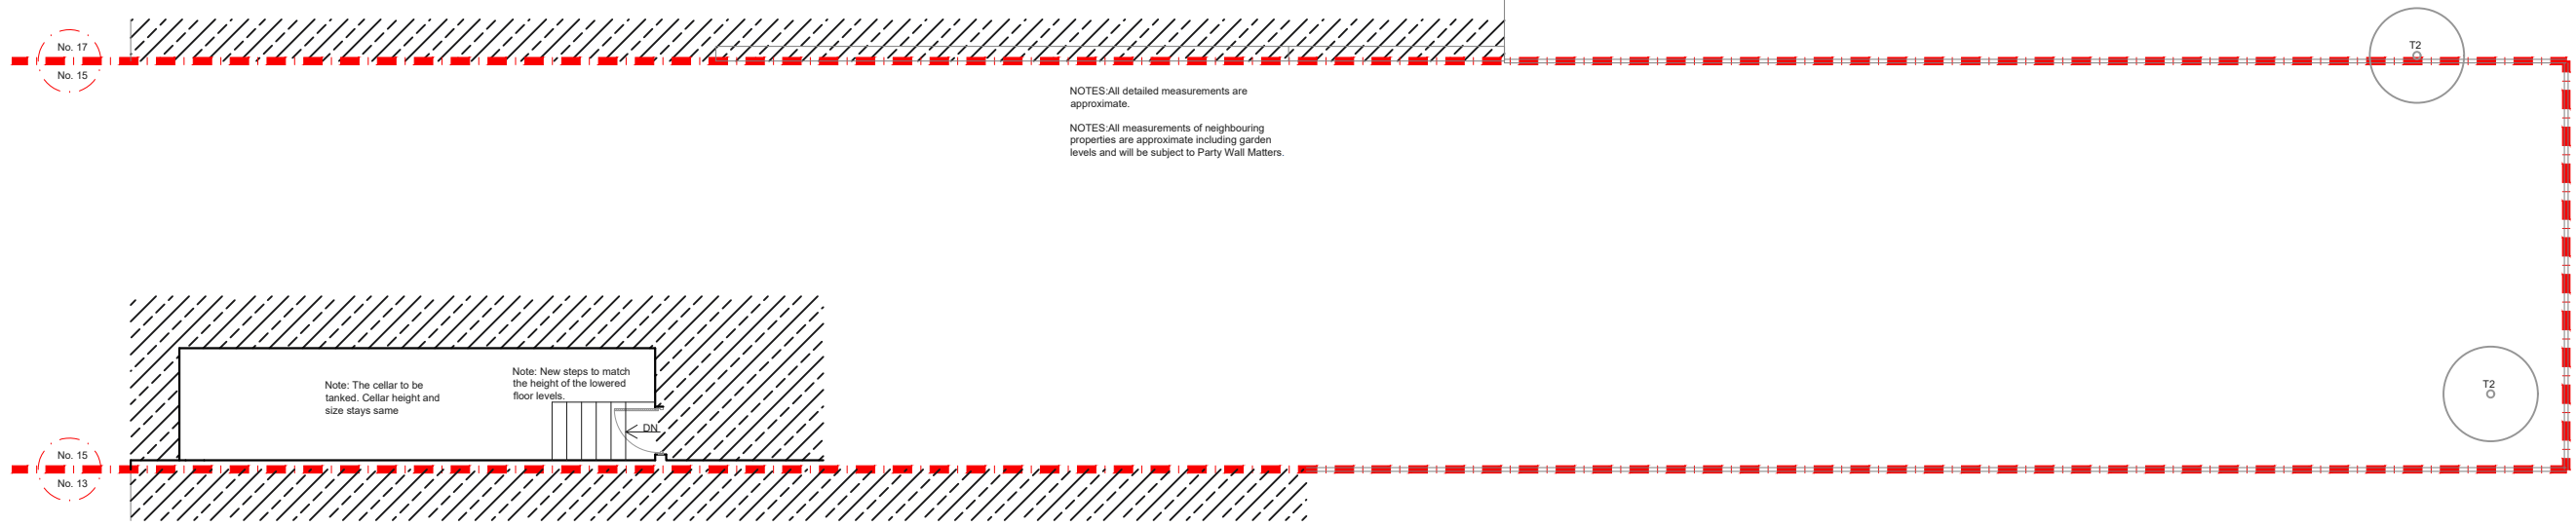 No. 17
No. 15
T2
NOTES:All detailed measurements are
approximate.
NOTES:All measurements of neighbouring
properties are approximate including garden
levels and will be subject to Party Wall Matters.
Note: New steps to match
the height of the lowered
floor levels.
Note: The cellar to be
tanked. Cellar height and
size stays same
T2
DN
No. 15
No. 13